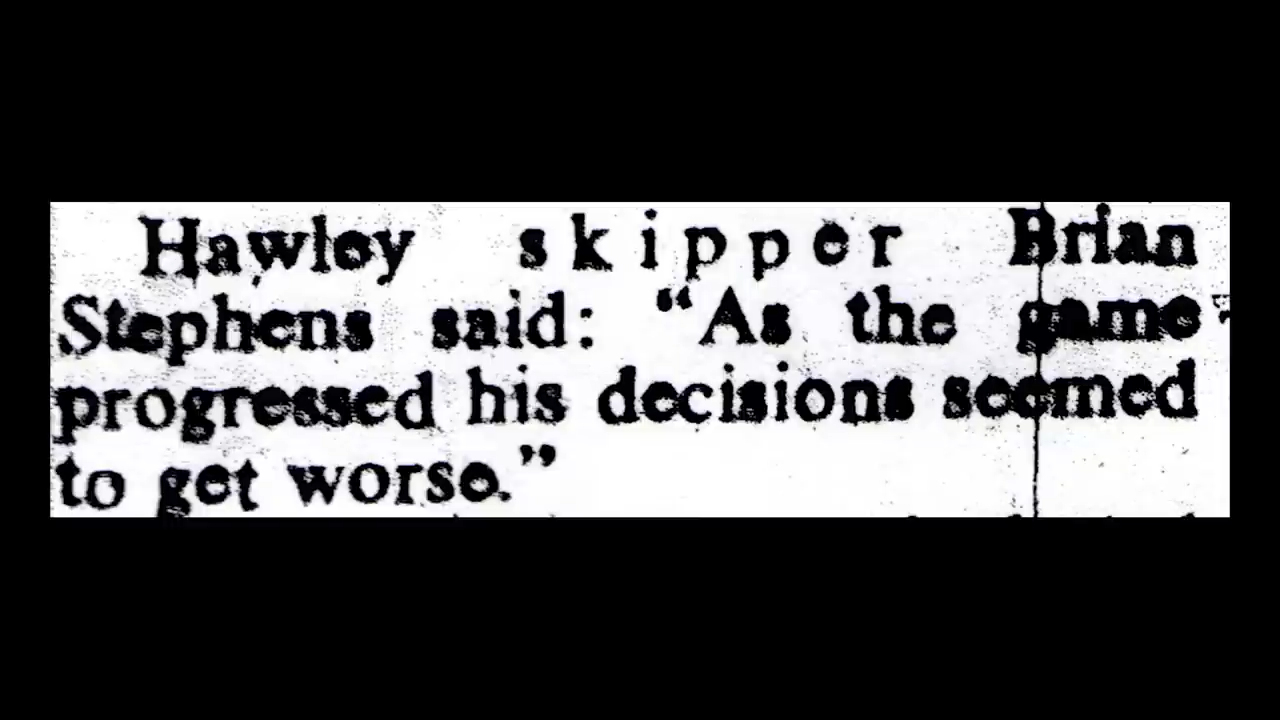 Hawley skipper Brian
Stephens said: “As the game
progressed his decisions seemed
to get worse.”